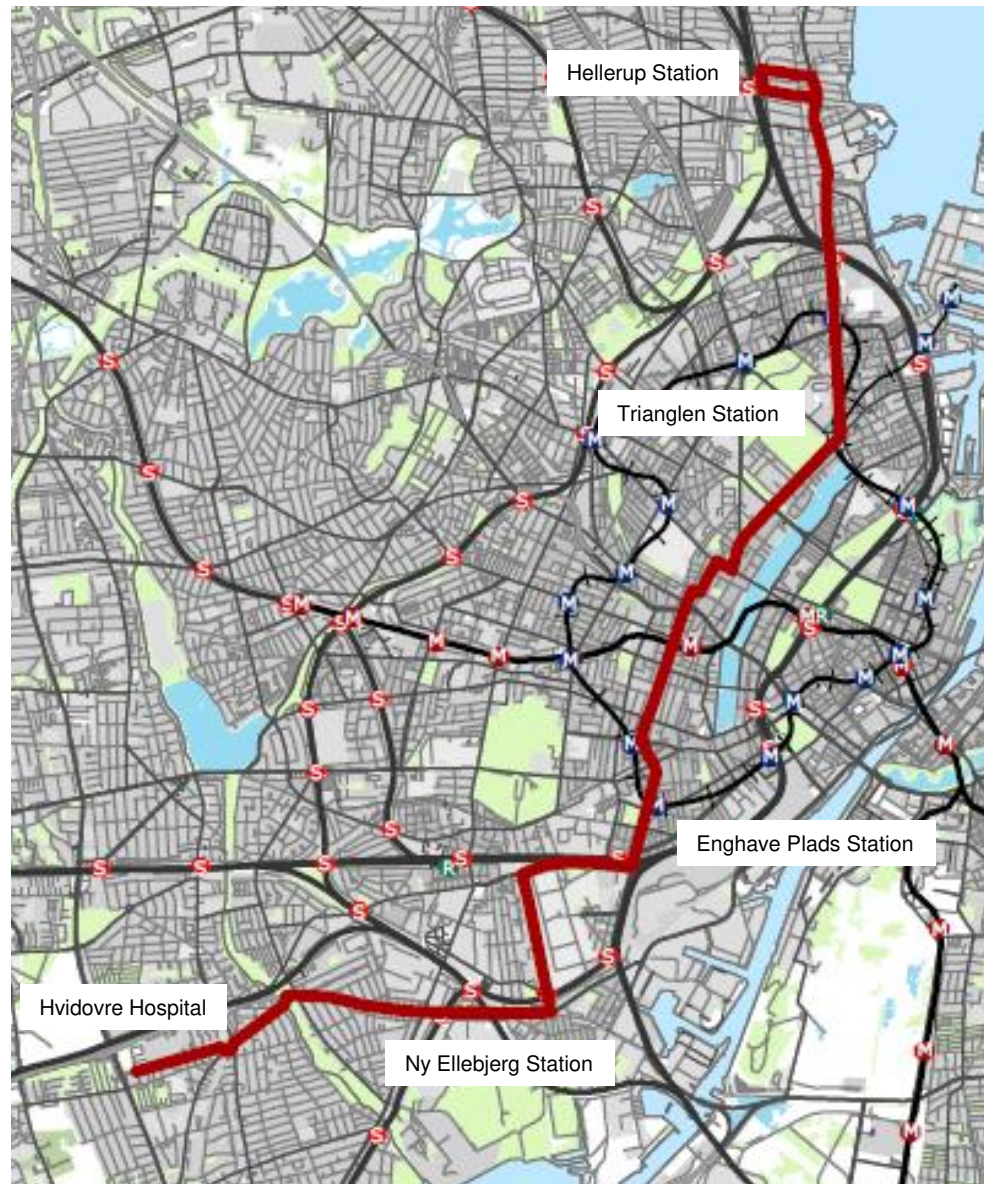 Hellerup Station
Trianglen Station
Enghave Plads Station
Hvidovre Hospital
Ny Ellebjerg Station